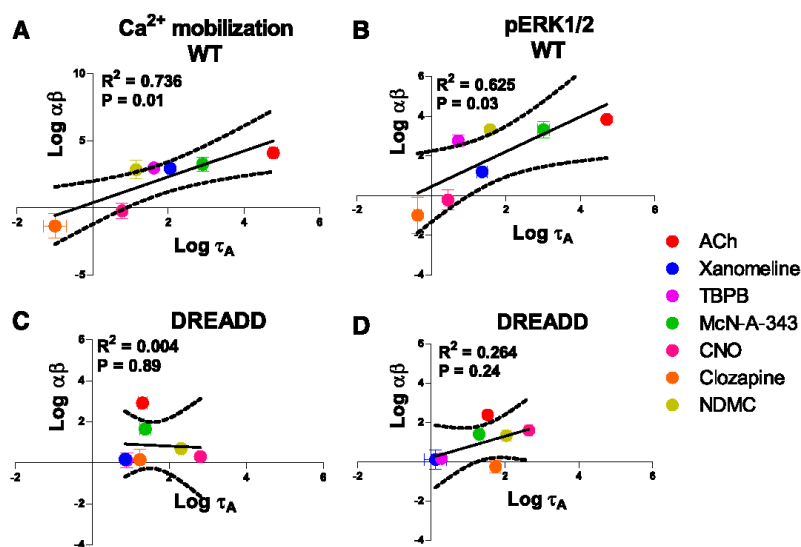 A
Ca2+ mobilization
WT
R2 = 0.736
P = 0.01
Log αβ
10
5
-5
-2
2
4
6
Log τA
B
pERK1/2
WT
R2 = 0.625
P = 0.03
Log αβ
6
4
2
-2
-4
-2
2
4
6
Log τA
C
DREADD
R2 = 0.004
P = 0.89
Log αβ
6
4
2
-2
-4
-2
2
4
6
Log τA
D
DREADD
R2 = 0.264
P = 0.24
Log αβ
6
4
2
-2
-4
-2
2
4
6
Log τA
ACh
Xanomeline
TBPB
McN-A-343
CNO
Clozapine
NDMC